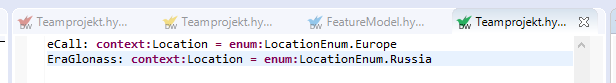 Teamprojekt.hy... Teamprojekt.hy... FeatureModel.hy... Teamprojekt.hy...
eCall: context:Location = enum:LocationEnum.Europe
EraGlonass: context:Location = enum:LocationEnum.Russia